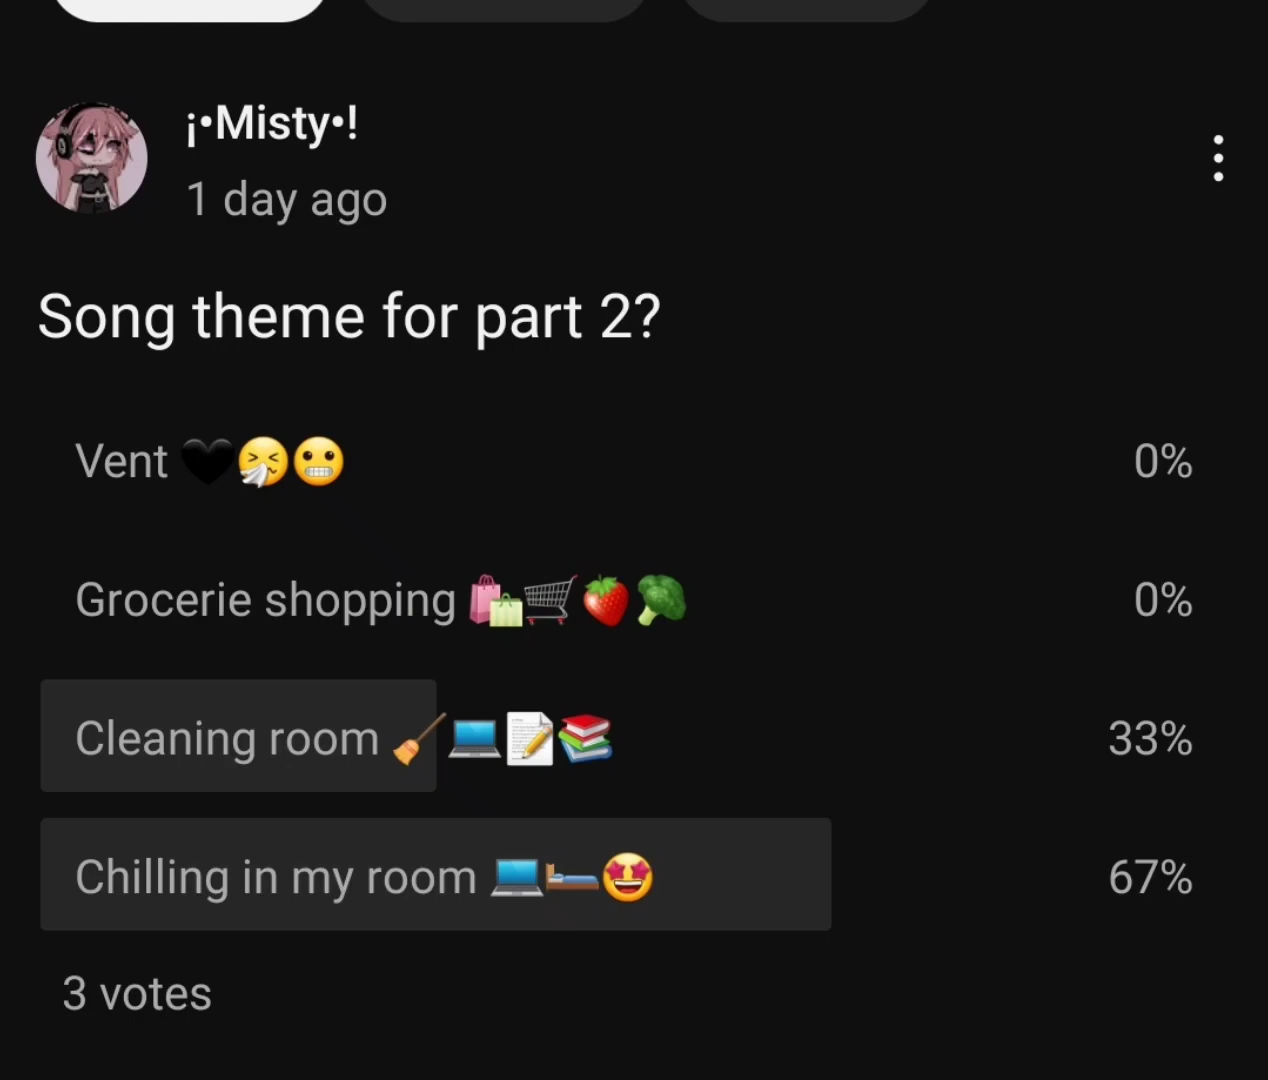 ¡•Misty•!
1 day ago
Song theme for part 2?
Vent 🖤🤧😬 0%
Grocerie shopping 🛍️🛒🍓🥦 0%
Cleaning room 🧹💻📝📚 33%
Chilling in my room 💻🛏️🤩 67%
3 votes